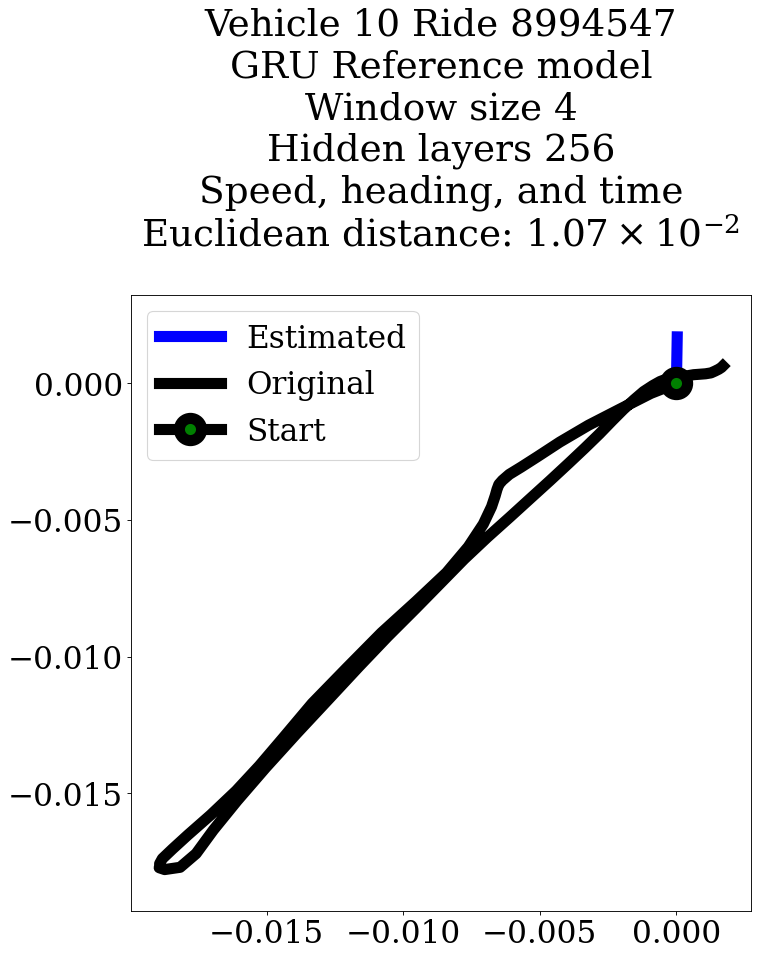 Vehicle 10 Ride 8994547
GRU Reference model
Window size 4
Hidden layers 256
Speed, heading, and time
Euclidean distance: 1.07 × 10⁻²
Estimated
Original
Start
0.000
−0.005
−0.010
−0.015
−0.015 −0.010 −0.005 0.000